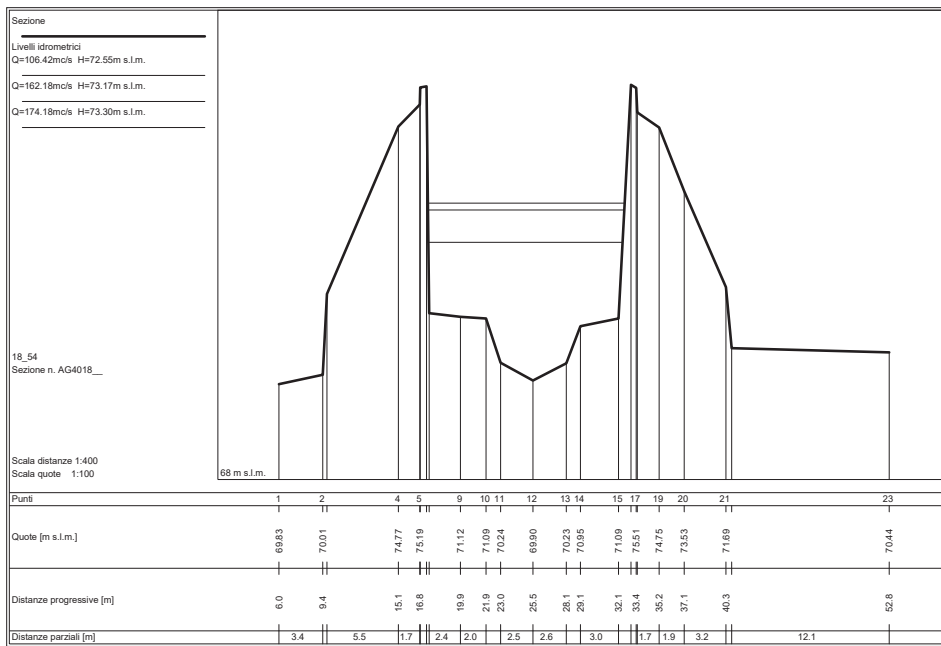 Sezione
Livelli idrometrici
Q=106.42mc/s H=72.55m s.l.m.
Q=162.18mc/s H=73.17m s.l.m.
Q=174.18mc/s H=73.30m s.l.m.
18_54
Sezione n. AG4018__
Scala distanze 1:400
Scala quote 1:100
68 m s.l.m.
Punti 1 2 4 5 9 10 11 12 13 14 15 17 19 20 21 23
Quote [m s.l.m.] 69.83 70.01 74.77 75.19 71.12 71.09 70.24 69.90 70.23 70.95 71.09 75.51 74.75 73.53 71.69 70.44
Distanze progressive [m] 6.0 9.4 15.1 16.8 19.9 21.9 23.0 25.5 28.1 29.1 32.1 33.4 35.2 37.1 40.3 52.8
Distanze parziali [m] 3.4 5.5 1.7 2.4 2.0 2.5 2.6 3.0 1.7 1.9 3.2 12.1